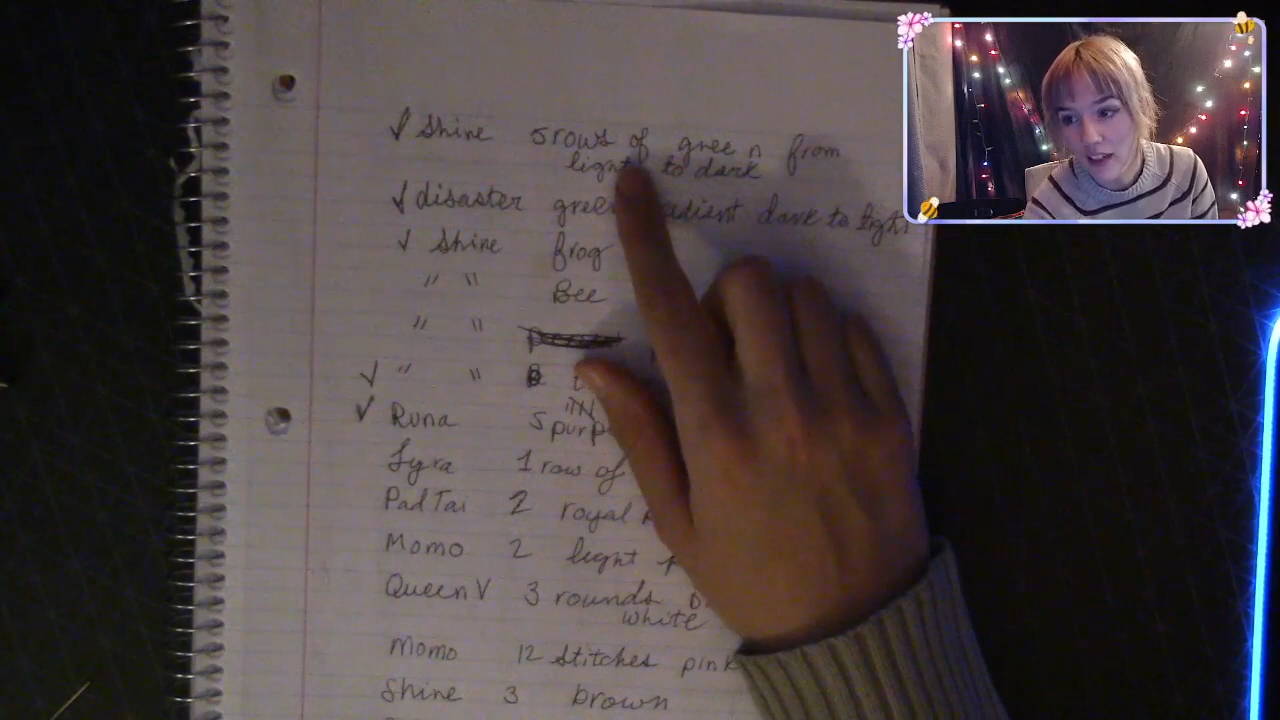 ✓ Shine 5 rows of green from
light to dark
✓ disaster green dark to light
✓ Shine frog
" " Bee
" "
✓ " "
✓ Runa 5 purp
Lyra 1 row of
Pad Tai 2 royal
Momo 2 light
Queen V 3 rounds
white
Momo 12 stitches pink
Shine 3 brown